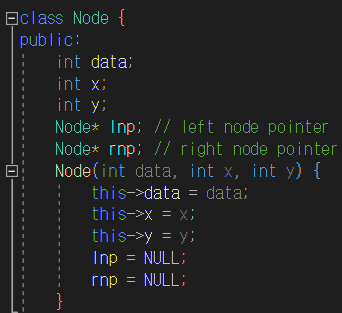 class Node {
public:
    int data;
    int x;
    int y;
    Node* lnp; // left node pointer
    Node* rnp; // right node pointer
    Node(int data, int x, int y) {
        this->data = data;
        this->x = x;
        this->y = y;
        lnp = NULL;
        rnp = NULL;
    }